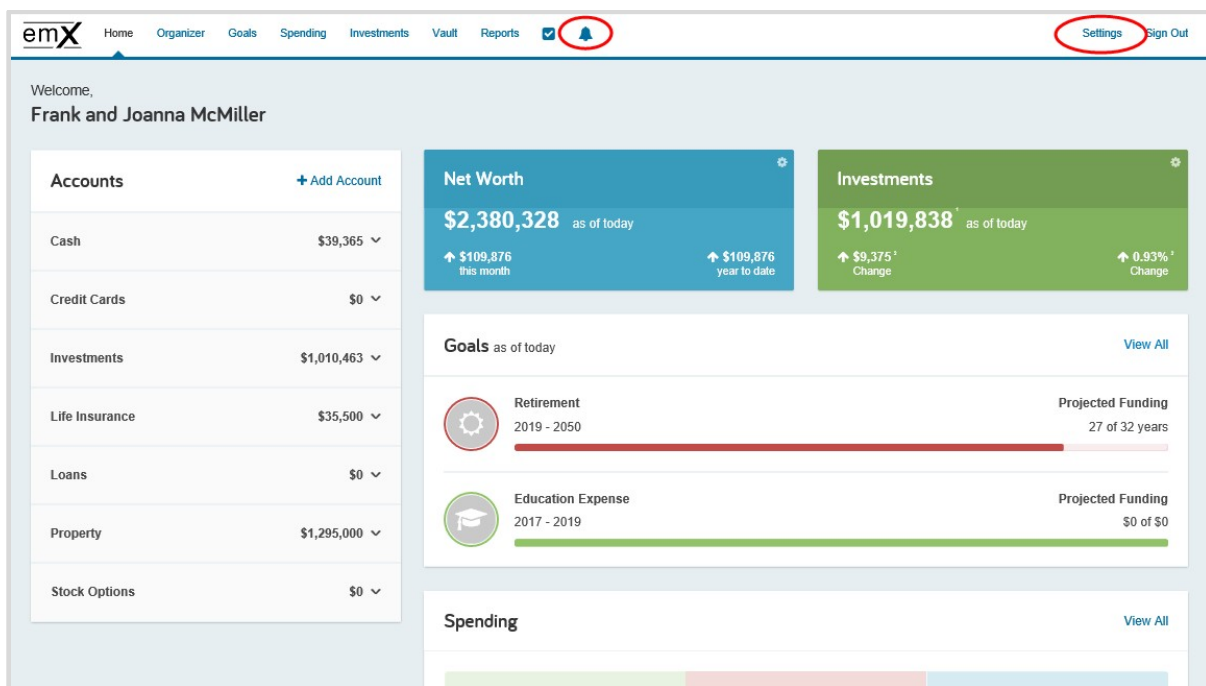 emX Home Organizer Goals Spending Investments Vault Reports Settings Sign Out
Welcome,
Frank and Joanna McMiller
Accounts + Add Account
Cash $39,365
Credit Cards $0
Investments $1,010,463
Life Insurance $35,500
Loans $0
Property $1,295,000
Stock Options $0
Net Worth
$2,380,328 as of today
$109,876
this month
$109,876
year to date
Investments
$1,019,838 as of today
$9,375
Change
0.93%
Change
Goals as of today View All
Retirement Projected Funding
2019 - 2050 27 of 32 years
Education Expense Projected Funding
2017 - 2019 $0 of $0
Spending View All